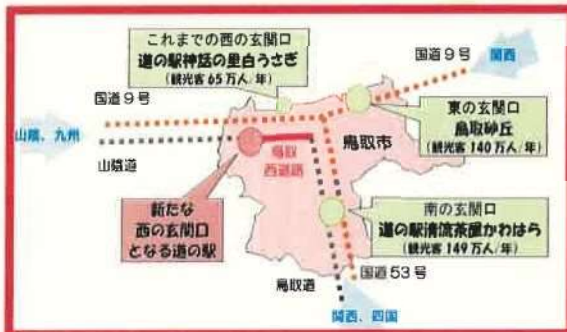 これまでの西の玄関口
道の駅神話の里白うさぎ
(観光客65万人/年)
国道9号
関西
国道9号
東の玄関口
鳥取砂丘
(観光客140万人/年)
山陰、九州
山陰道
鳥取
西道路
鳥取市
新たな
西の玄関口
となる道の駅
南の玄関口
道の駅清流茶屋かわはら
(観光客149万人/年)
鳥取道
国道53号
関西、四国